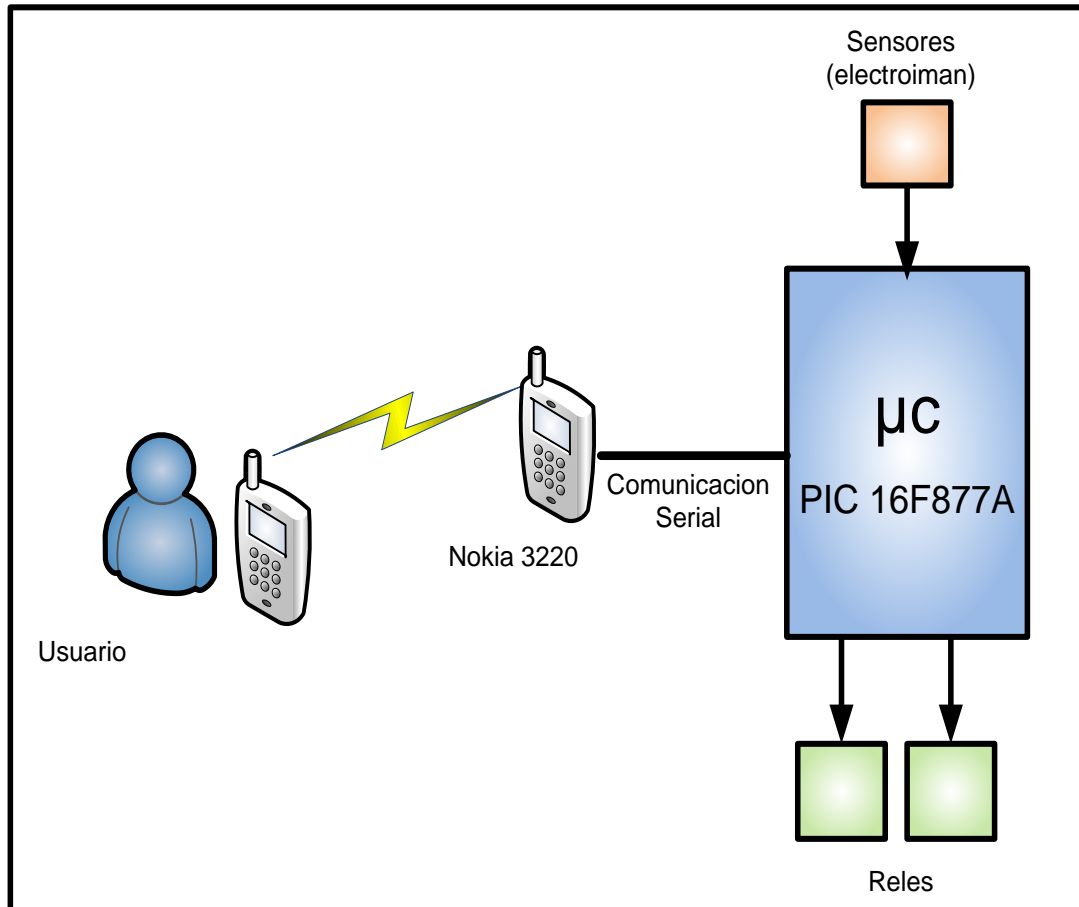 Sensores
(electroiman)
µc
PIC 16F877A
Comunicacion
Serial
Nokia 3220
Usuario
Reles